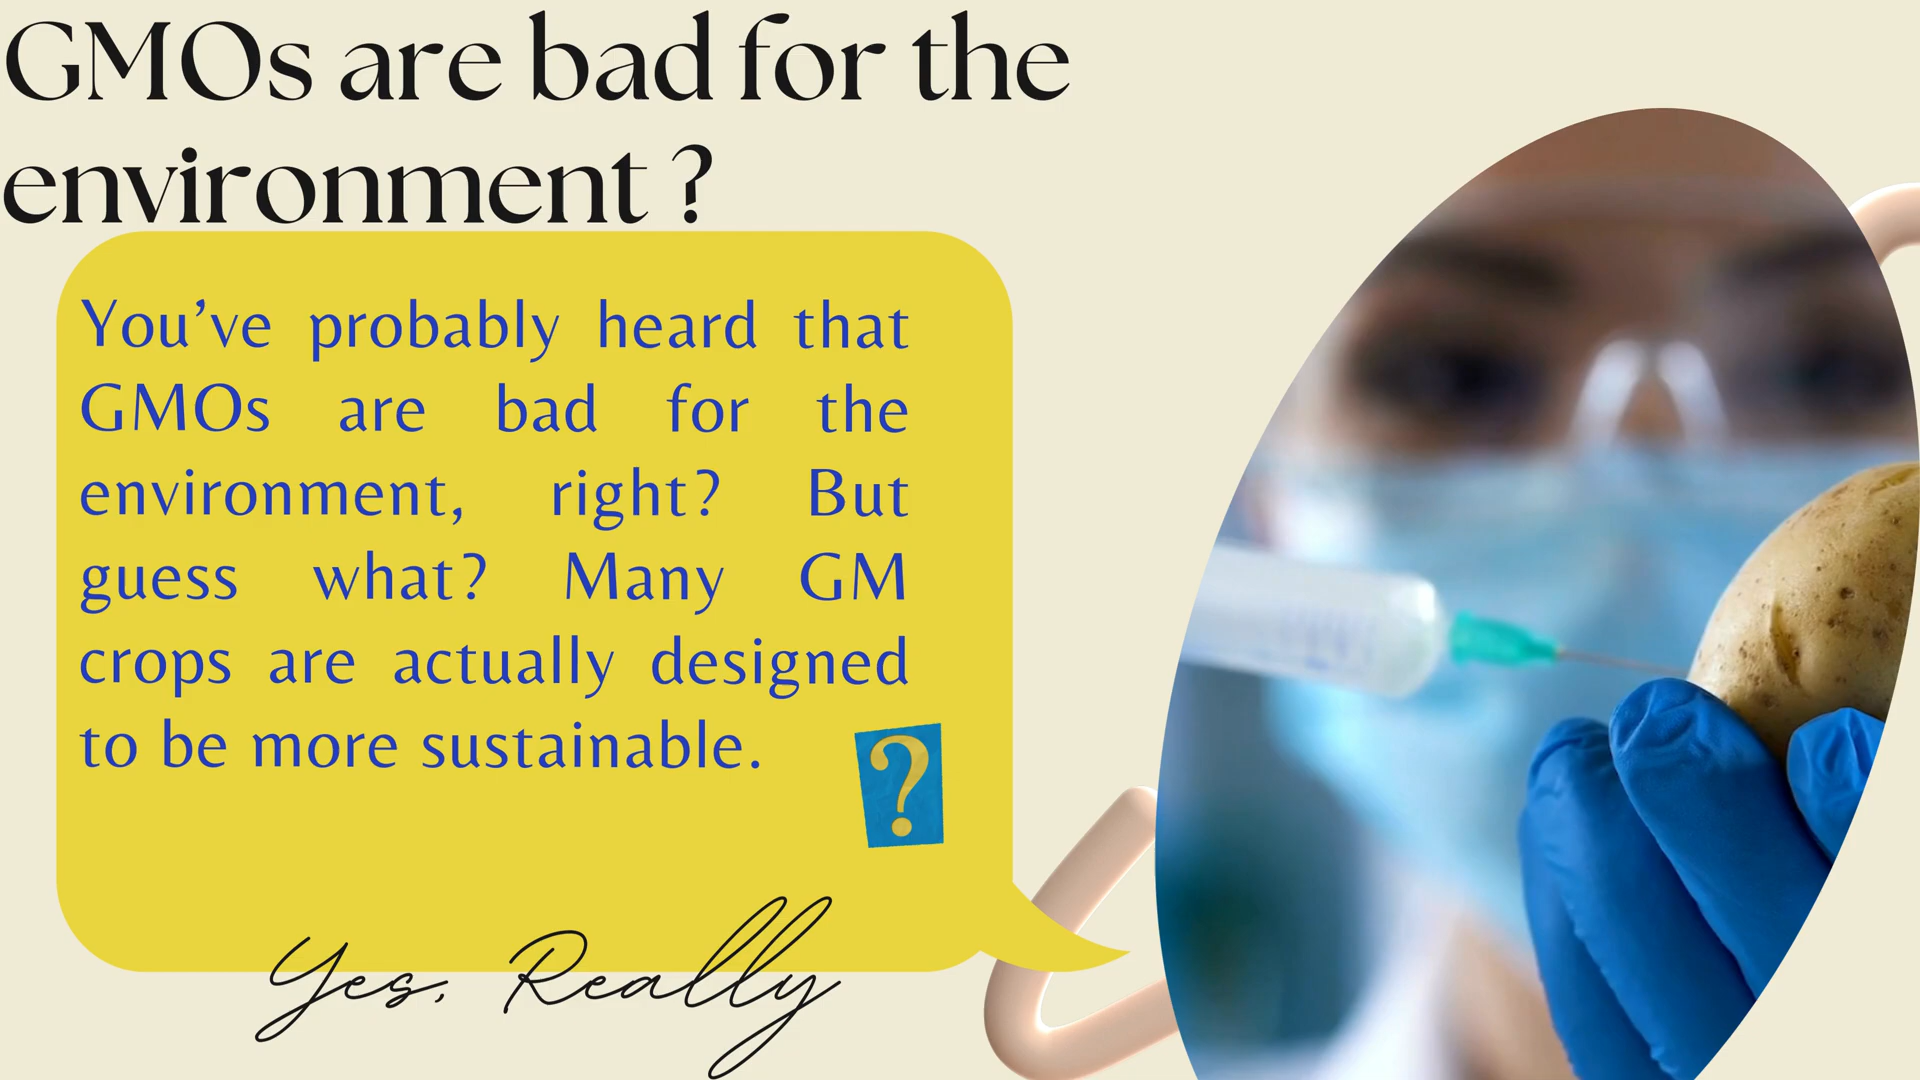 GMOs are bad for the
environment ?
You’ve probably heard that
GMOs are bad for the
environment, right? But
guess what? Many GM
crops are actually designed
to be more sustainable.
?
Yes, Really